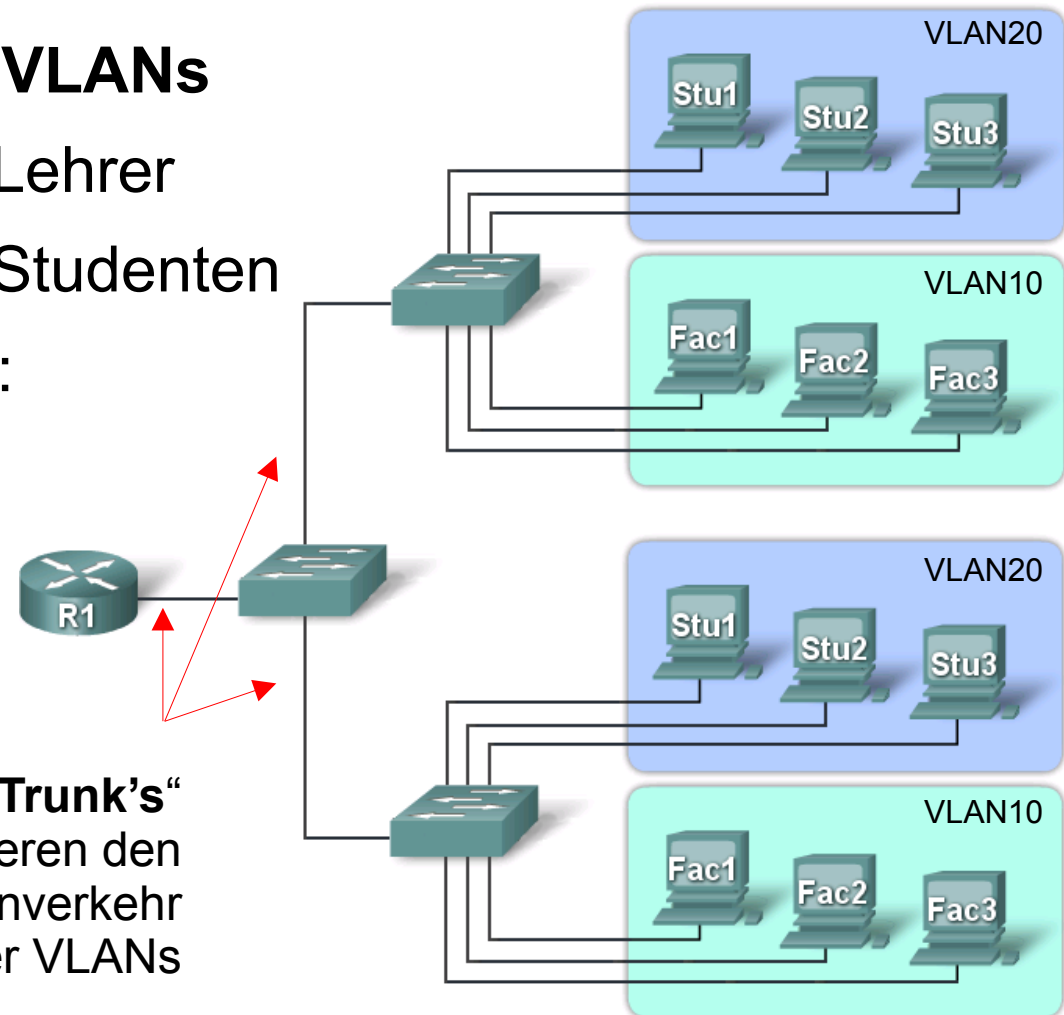 VLANs
Lehrer
Studenten
:
VLAN20
Stu1
Stu2
Stu3
VLAN10
Fac1
Fac2
Fac3
R1
VLAN20
Stu1
Stu2
Stu3
VLAN10
Fac1
Fac2
Fac3
Trunk's“
eren den
nverkehr
er VLANs